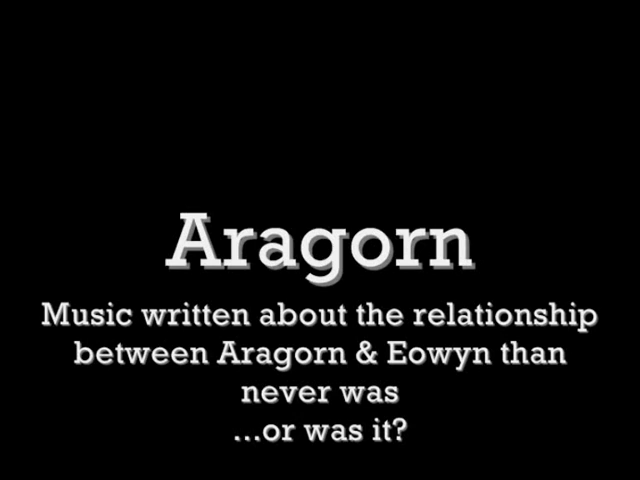 Aragorn
Music written about the relationship
between Aragorn & Eowyn than
never was
...or was it?